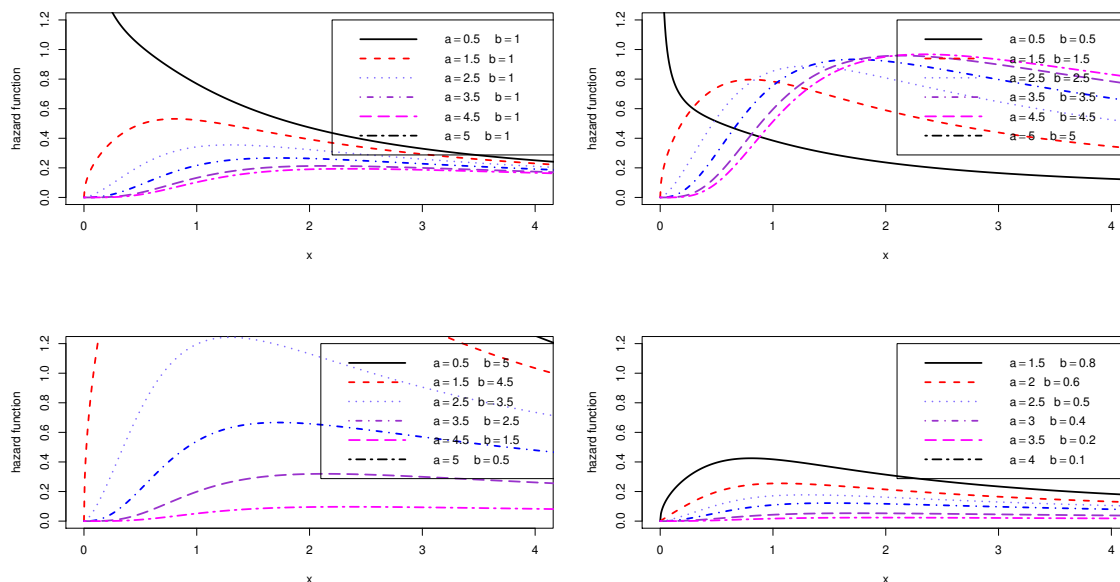 hazard function
0.0 0.2 0.4 0.6 0.8 1.0 1.2
0 1 2 3 4
x
a=0.5 b=1
a=1.5 b=1
a=2.5 b=1
a=3.5 b=1
a=4.5 b=1
a=5 b=1
hazard function
0.0 0.2 0.4 0.6 0.8 1.0 1.2
0 1 2 3 4
x
a=0.5 b=0.5
a=1.5 b=1.5
a=2.5 b=2.5
a=3.5 b=3.5
a=4.5 b=4.5
a=5 b=5
hazard function
0.0 0.2 0.4 0.6 0.8 1.0 1.2
0 1 2 3 4
x
a=0.5 b=5
a=1.5 b=4.5
a=2.5 b=3.5
a=3.5 b=2.5
a=4.5 b=1.5
a=5 b=0.5
hazard function
0.0 0.2 0.4 0.6 0.8 1.0 1.2
0 1 2 3 4
x
a=1.5 b=0.8
a=2 b=0.6
a=2.5 b=0.5
a=3 b=0.4
a=3.5 b=0.2
a=4 b=0.1